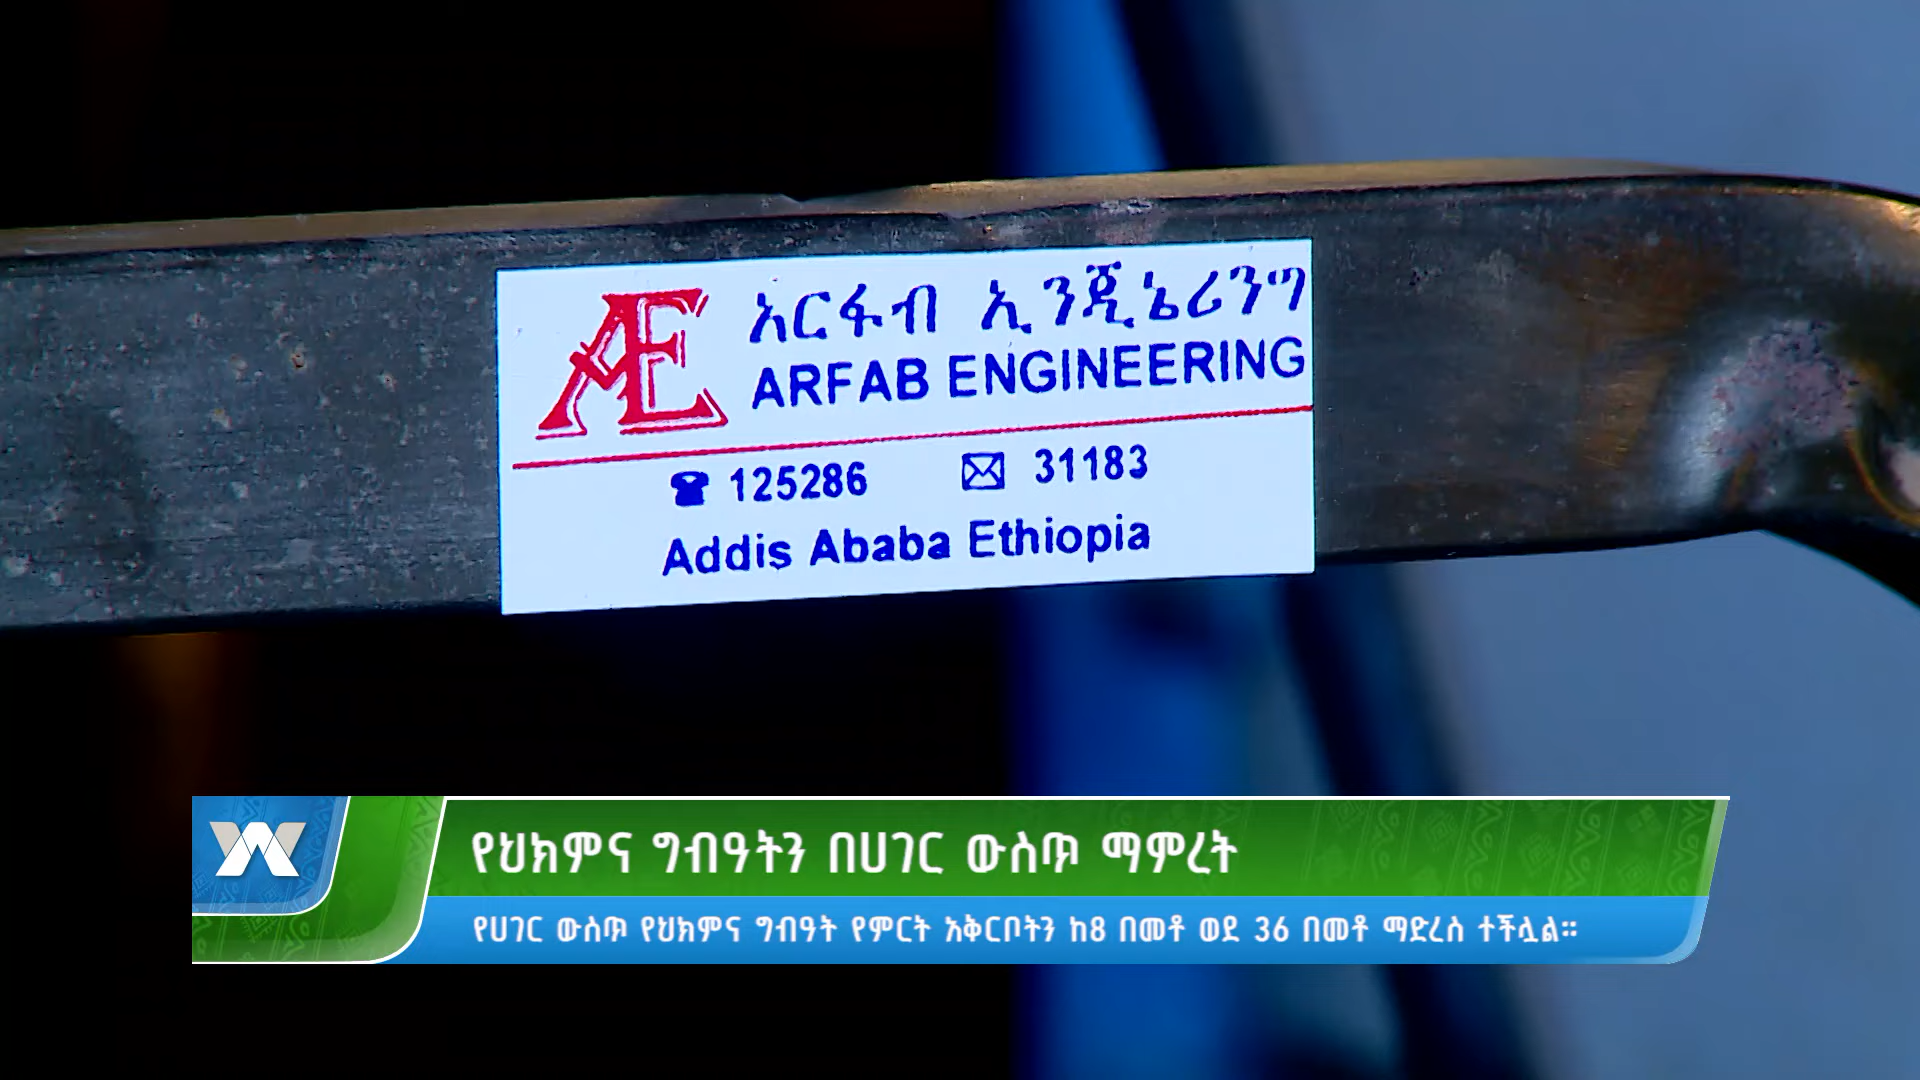 AE
አርፋብ ኢንጂኔሪንግ
ARFAB ENGINEERING
125286 31183
Addis Ababa Ethiopia
የህክምና ግብዓትን በሀገር ውስጥ ማምረት
የሀገር ውስጥ የህክምና ግብዓት የምርት አቅርቦትን ከ8 በመቶ ወደ 36 በመቶ ማድረስ ተችሏል።